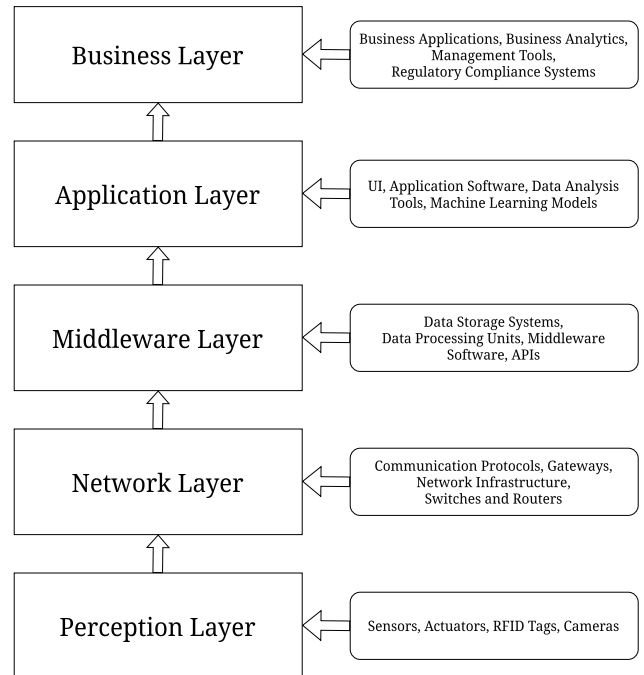 Business Layer
Business Applications, Business Analytics,
Management Tools,
Regulatory Compliance Systems
Application Layer
UI, Application Software, Data Analysis
Tools, Machine Learning Models
Middleware Layer
Data Storage Systems,
Data Processing Units, Middleware
Software, APIs
Network Layer
Communication Protocols, Gateways,
Network Infrastructure,
Switches and Routers
Perception Layer
Sensors, Actuators, RFID Tags, Cameras